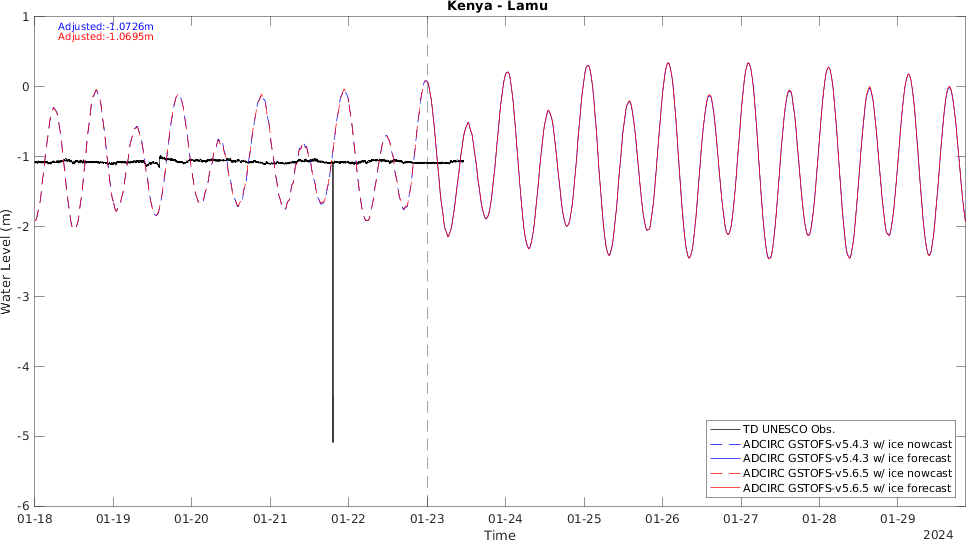 Kenya - Lamu
Adjusted:-1.0726m
Adjusted:-1.0695m
Water Level (m)
1
0
-1
-2
-3
-4
-5
-6
TD UNESCO Obs.
ADCIRC GSTOFS-v5.4.3 w/ ice nowcast
ADCIRC GSTOFS-v5.4.3 w/ ice forecast
ADCIRC GSTOFS-v5.6.5 w/ ice nowcast
ADCIRC GSTOFS-v5.6.5 w/ ice forecast
01-18 01-19 01-20 01-21 01-22 01-23 01-24 01-25 01-26 01-27 01-28 01-29
Time
2024